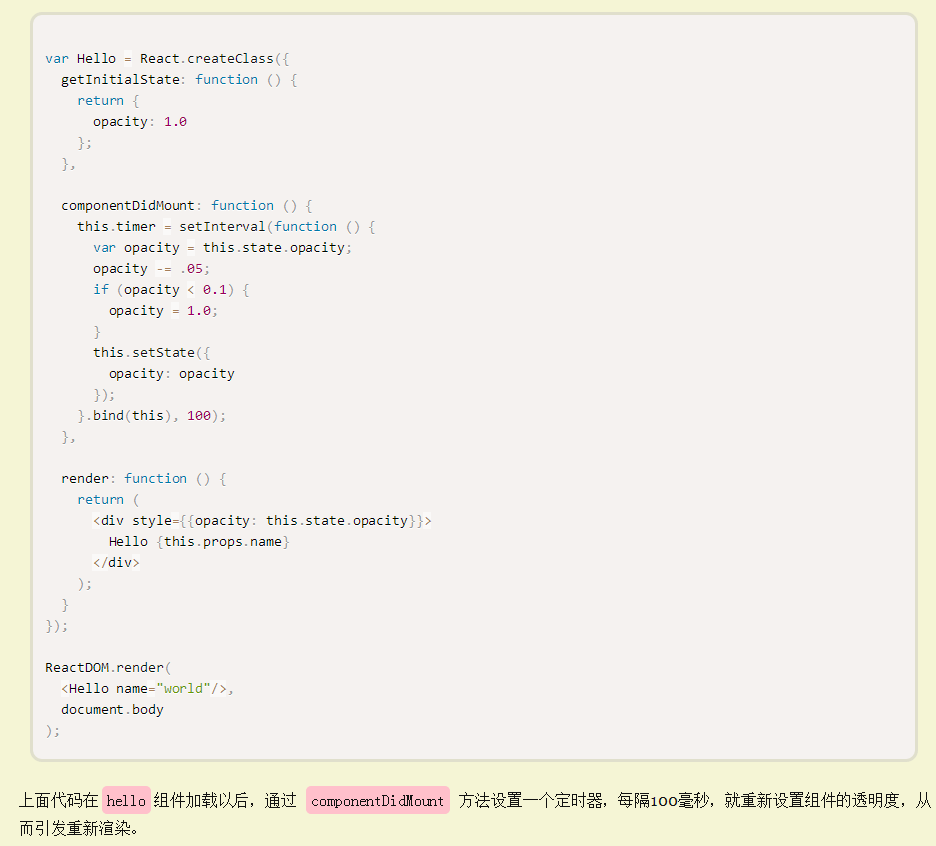 var Hello = React.createClass({
  getInitialState: function () {
    return {
      opacity: 1.0
    };
  },

  componentDidMount: function () {
    this.timer = setInterval(function () {
      var opacity = this.state.opacity;
      opacity -= .05;
      if (opacity < 0.1) {
        opacity = 1.0;
      }
      this.setState({
        opacity: opacity
      });
    }.bind(this), 100);
  },

  render: function () {
    return (
      <div style={{opacity: this.state.opacity}}>
        Hello {this.props.name}
      </div>
    );
  }
});

ReactDOM.render(
  <Hello name="world"/>,
  document.body
);
上面代码在 hello 组件加载以后，通过 componentDidMount 方法设置一个定时器，每隔100毫秒，就重新设置组件的透明度，从
而引发重新渲染。